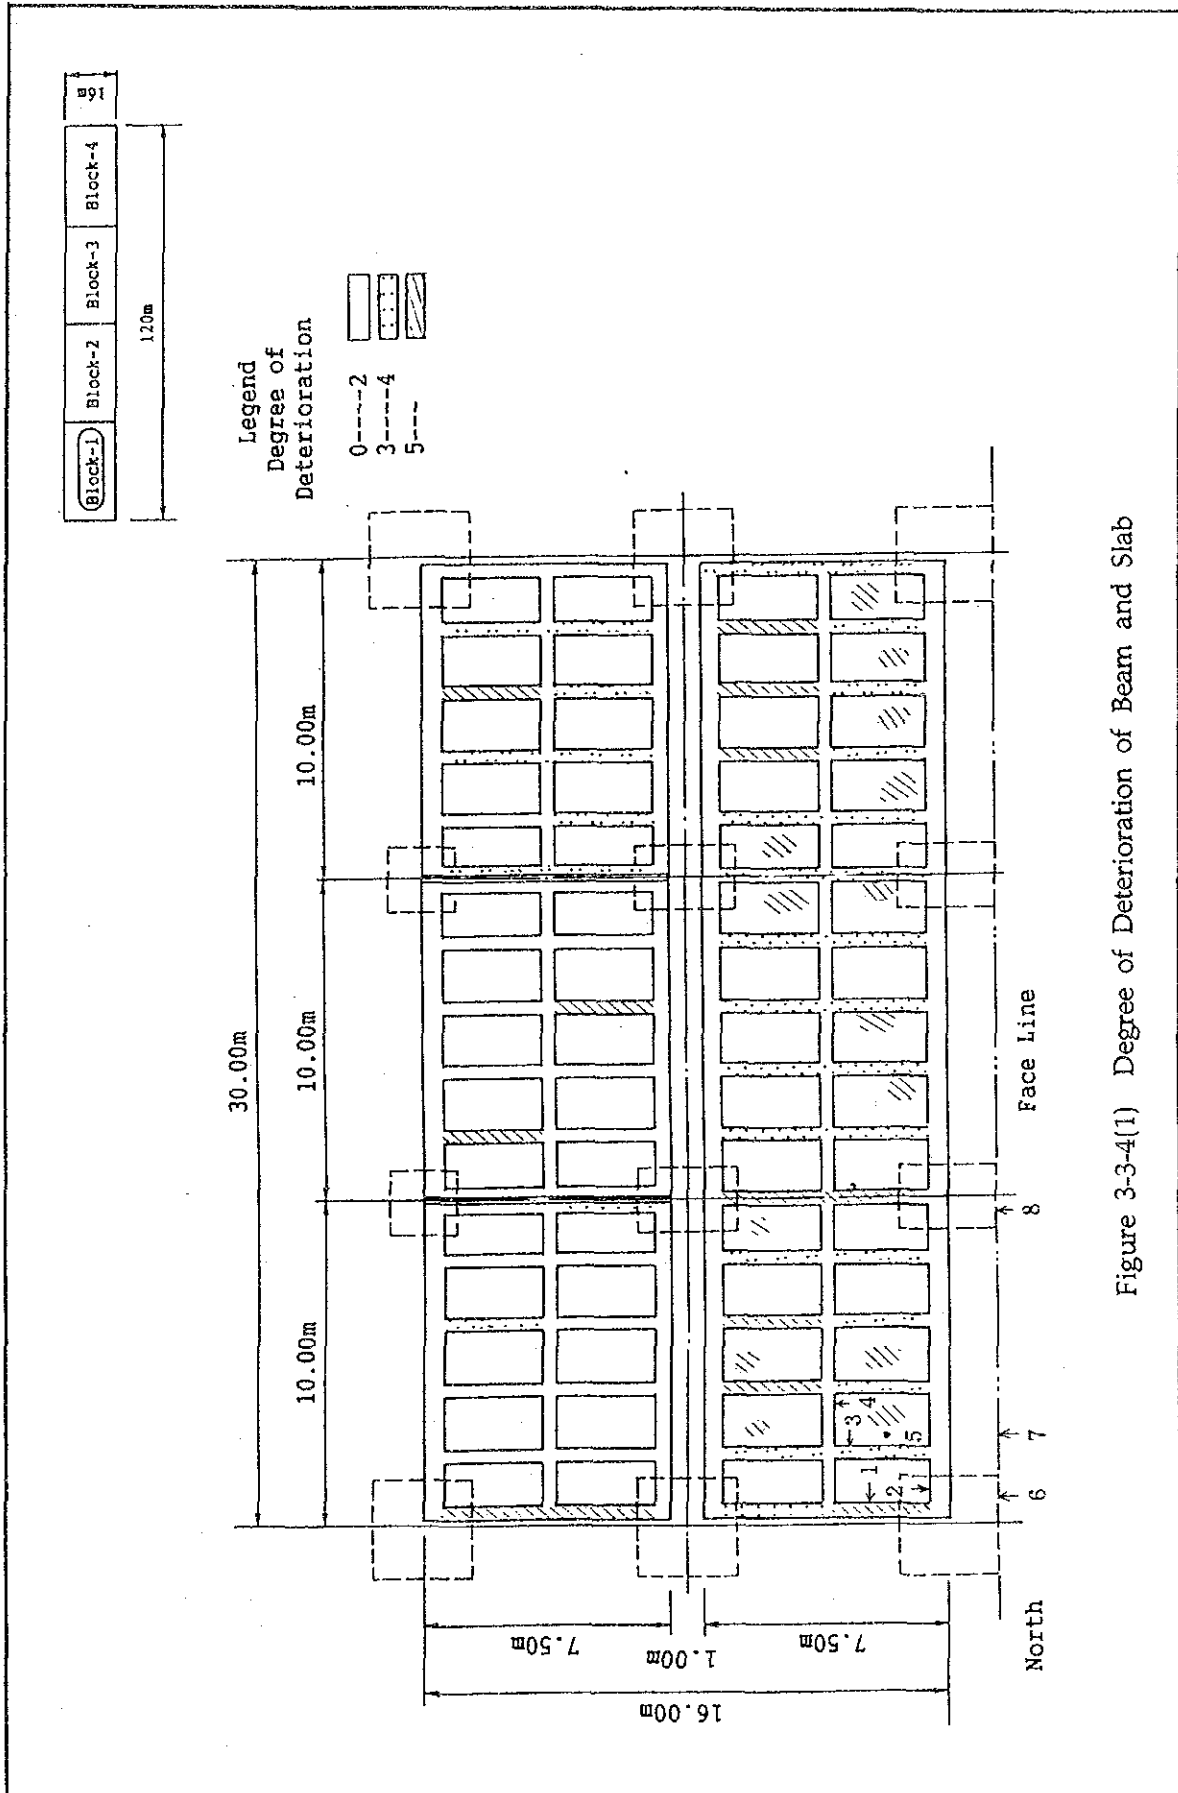 Block-1 Block-2 Block-3 Block-4
16m
120m
Legend
Degree of
Deterioration
0----2
3----4
5---
30.00m
10.00m 10.00m 10.00m
7.50m
1.00m
7.50m
16.00m
1
2
3
4
5
6 7 8
North Face Line
Figure 3-3-4(1) Degree of Deterioration of Beam and Slab